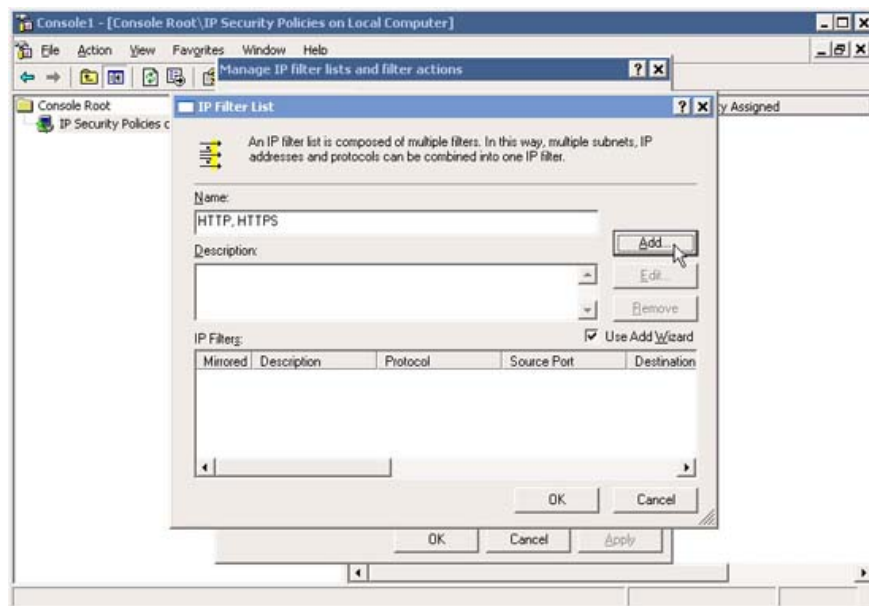 Console1 - [Console Root\IP Security Policies on Local Computer]
File Action View Favorites Window Help
Manage IP filter lists and filter actions
Console Root
IP Security Policies
y Assigned
IP Filter List
An IP filter list is composed of multiple filters. In this way, multiple subnets, IP
addresses and protocols can be combined into one IP filter.
Name:
HTTP, HTTPS
Add...
Description:
Edit...
Remove
IP Filters:
Use Add Wizard
Mirrored Description Protocol Source Port Destination
OK Cancel
OK Cancel Apply